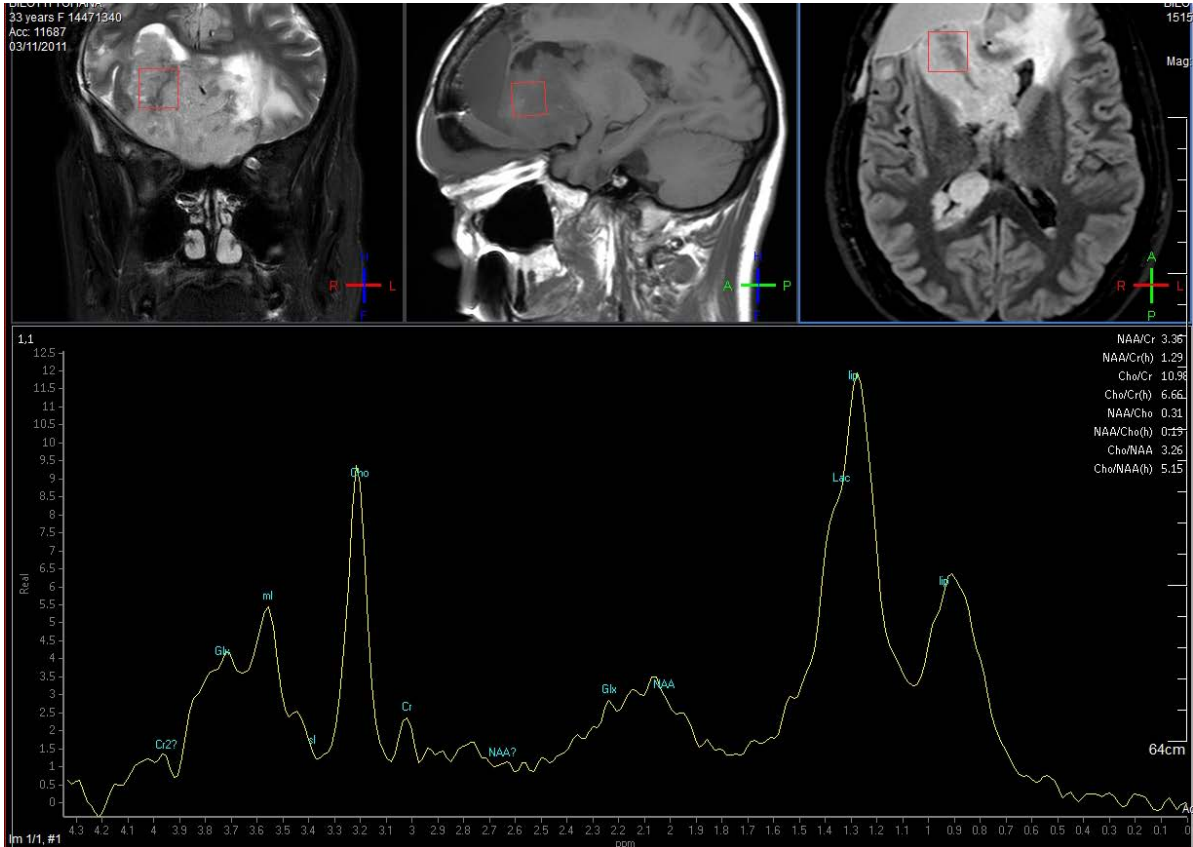 33 years F 14471340
Acc: 11687
03/11/2011
1515
Mag:
R L
H
F
A P
H
F
A
R L
P
1,1
NAA/Cr 3.36
NAA/Cr(h) 1.29
Cho/Cr 10.98
Cho/Cr(h) 6.66
NAA/Cho 0.31
NAA/Cho(h) 0.19
Cho/NAA 3.26
Cho/NAA(h) 5.15
12.5
12
11.5
11
10.5
10
9.5
9
8.5
8
7.5
7
6.5
6
5.5
5
4.5
4
3.5
3
2.5
2
1.5
1
0.5
0
Real
Cr2?
Glx
mI
sI
Cho
Cr
NAA?
Glx
NAA
Lac
lip
lip
64cm
4.3 4.2 4.1 4 3.9 3.8 3.7 3.6 3.5 3.4 3.3 3.2 3.1 3 2.9 2.8 2.7 2.6 2.5 2.4 2.3 2.2 2.1 2 1.9 1.8 1.7 1.6 1.5 1.4 1.3 1.2 1.1 1 0.9 0.8 0.7 0.6 0.5 0.4 0.3 0.2 0.1 0
ppm
Im 1/1, #1